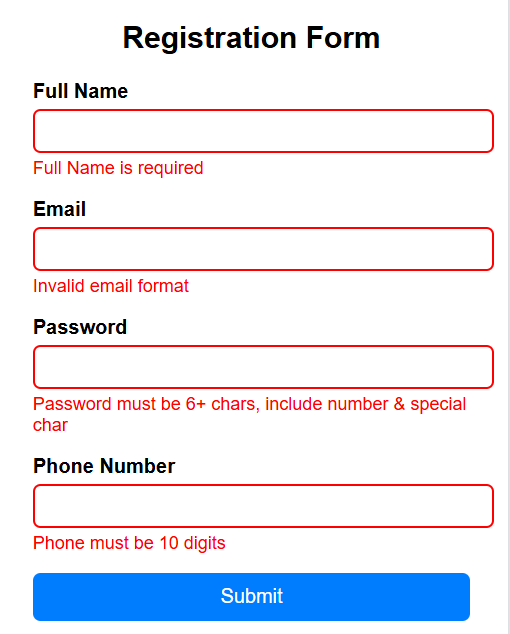 Registration Form
Full Name
Full Name is required
Email
Invalid email format
Password
Password must be 6+ chars, include number & special
char
Phone Number
Phone must be 10 digits
Submit